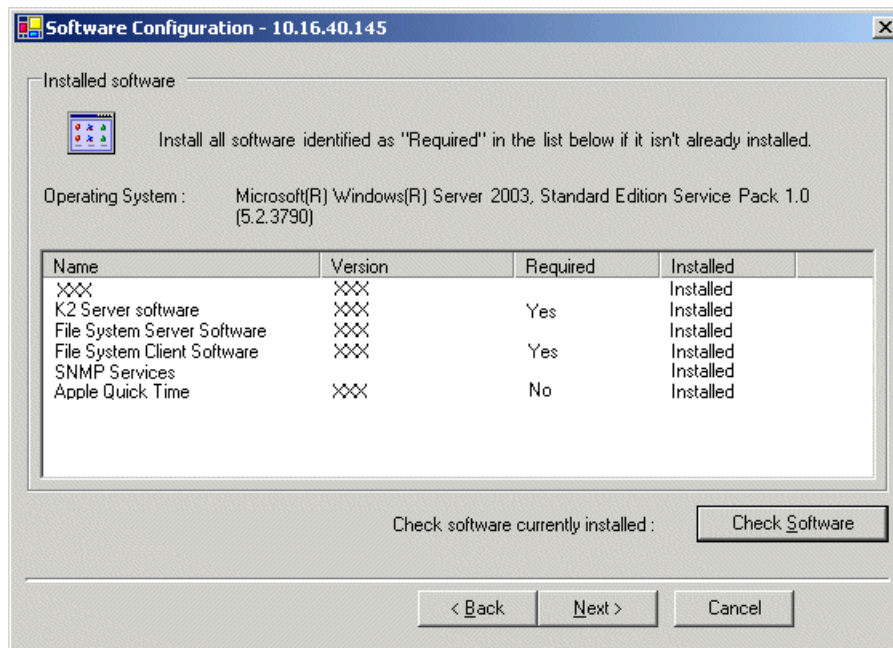 Software Configuration - 10.16.40.145
Installed software
Install all software identified as "Required" in the list below if it isn't already installed.
Operating System : Microsoft(R) Windows(R) Server 2003, Standard Edition Service Pack 1.0
(5.2.3790)
Name Version Required Installed
XXX XXX Installed
K2 Server software XXX Yes Installed
File System Server Software XXX Installed
File System Client Software XXX Yes Installed
SNMP Services Installed
Apple Quick Time XXX No Installed
Check software currently installed : Check Software
< Back Next > Cancel